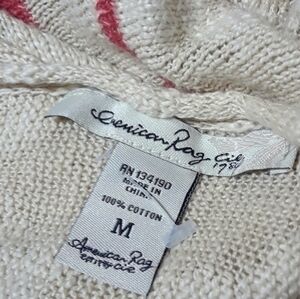 American Rag Cie
RN 134190
MADE IN
CHINA
100% COTTON
M
American Rag